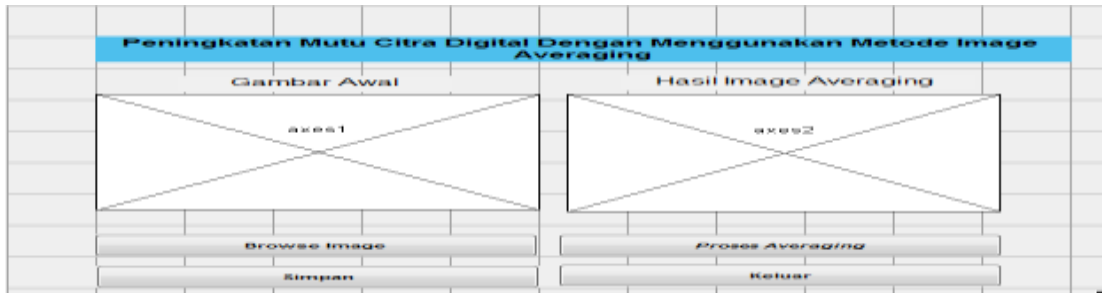 Peningkatan Mutu Citra Digital Dengan Menggunakan Metode Image
Averaging
Gambar Awal
Hasil Image Averaging
axes1
axes2
Browse Image
Proses Averaging
Simpan
Keluar